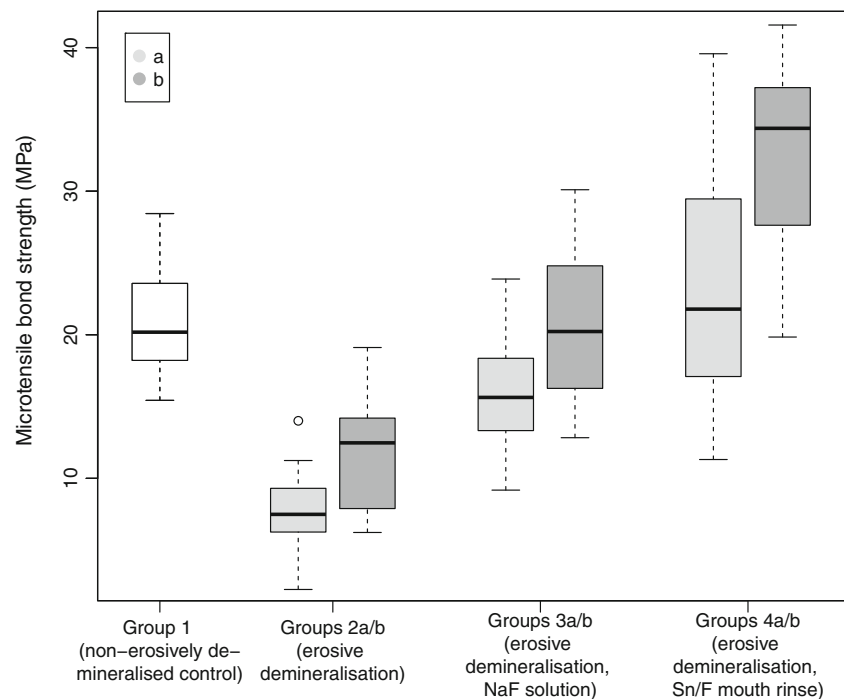 Microtensile bond strength (MPa)
40
30
20
10
a
b
Group 1
(non−erosively de−
mineralised control)
Groups 2a/b
(erosive
demineralisation)
Groups 3a/b
(erosive
demineralisation,
NaF solution)
Groups 4a/b
(erosive
demineralisation,
Sn/F mouth rinse)